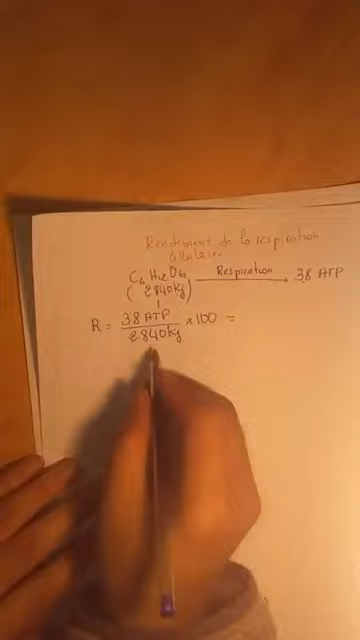 Rendement de la respiration
cellulaire
C6 H12 O6 Respiration 38 ATP
(2840kj)
R = 38 ATP / 2840kj × 100 =